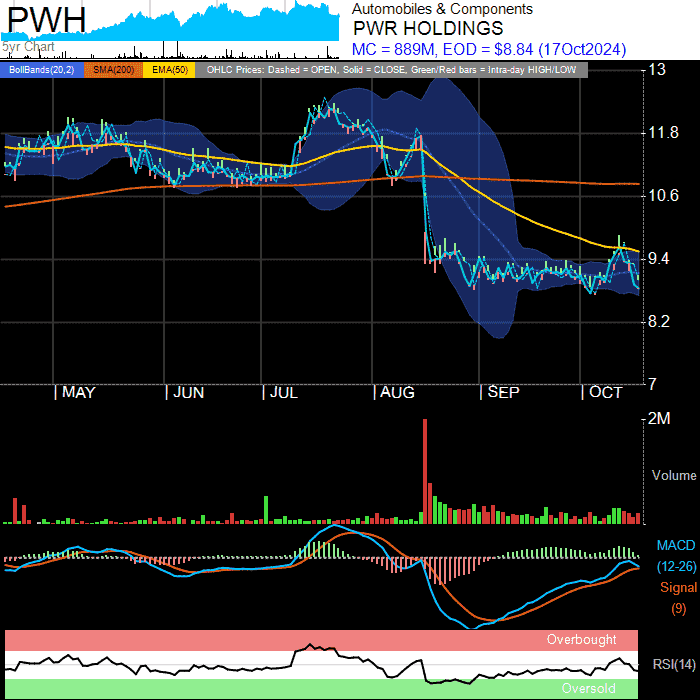 PWH
5yr Chart
Automobiles & Components
PWR HOLDINGS
MC = 889M, EOD = $8.84 (17Oct2024)
BollBands(20,2) SMA(200) EMA(50) OHLC Prices: Dashed = OPEN, Solid = CLOSE, Green/Red bars = Intra-day HIGH/LOW
13
11.8
10.6
9.4
8.2
7
MAY JUN JUL AUG SEP OCT
2M
Volume
MACD
(12-26)
Signal
(9)
Overbought
RSI(14)
Oversold